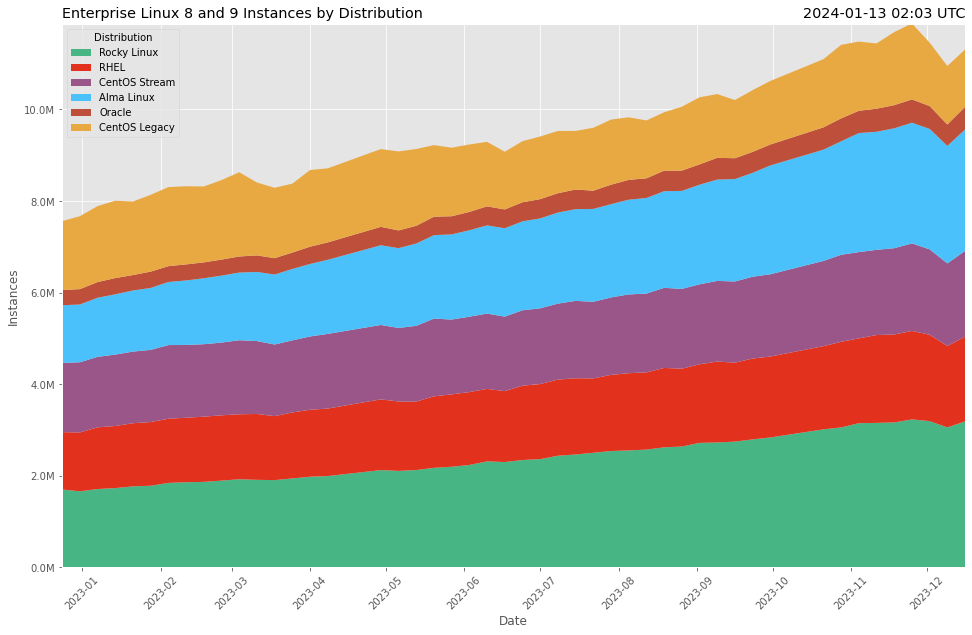 Enterprise Linux 8 and 9 Instances by Distribution
2024-01-13 02:03 UTC
Distribution
Rocky Linux
RHEL
CentOS Stream
Alma Linux
Oracle
CentOS Legacy
10.0M
8.0M
6.0M
4.0M
2.0M
0.0M
Instances
2023-01
2023-02
2023-03
2023-04
2023-05
2023-06
2023-07
2023-08
2023-09
2023-10
2023-11
2023-12
Date